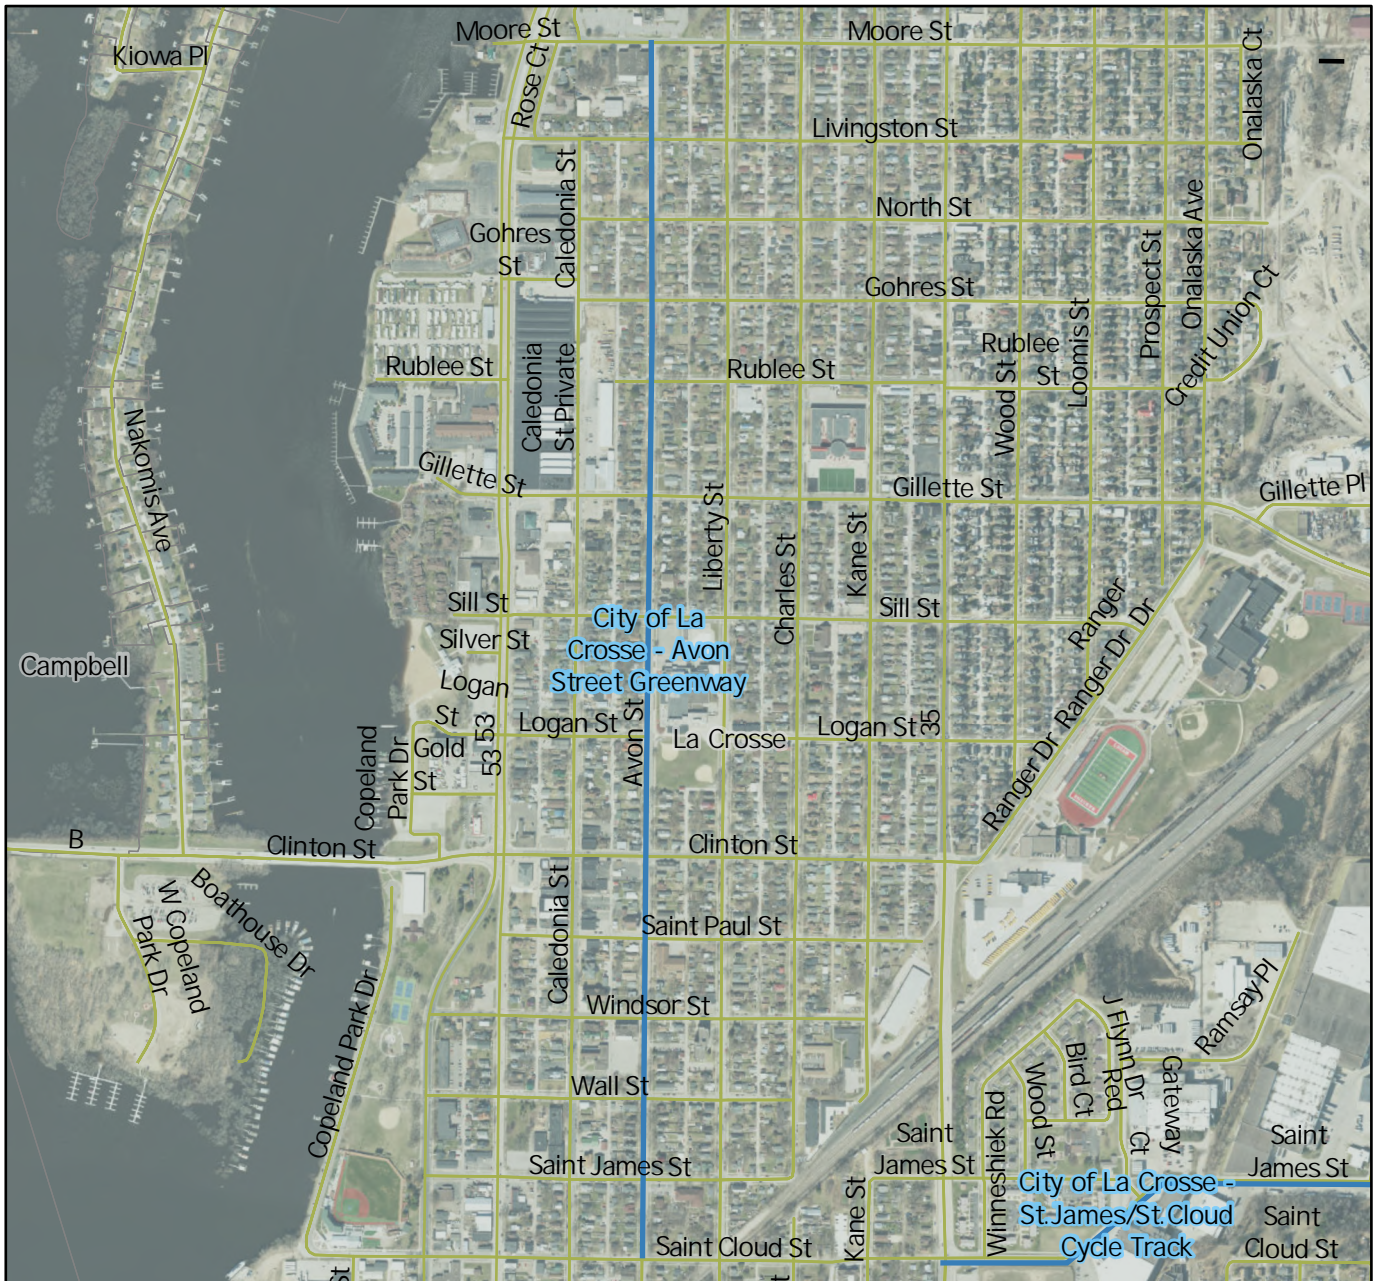 Moore St
Moore St
Kiowa Pl
Rose Ct
Onalaska Ct
Livingston St
Caledonia St
North St
Onalaska Ave
Gohres
St
Prospect St
Gohres St
Credit Union Ct
Loomis St
Rublee
St
Rublee St
Caledonia
St Private
Rublee St
Wood St
Nakomis Ave
Gillette St
Gillette St
Gillette Pl
Liberty St
Charles St
Kane St
Sill St
Sill St
Ranger
Dr
City of La
Crosse - Avon
Street Greenway
Silver St
Campbell
Logan
St
Ranger Dr
Logan St
Logan St
35
53
53
Avon St
La Crosse
Copeland
Park Dr
Gold
St
Ranger Dr
B
Clinton St
Clinton St
Boathouse Dr
W Copeland
Park Dr
Caledonia St
Saint Paul St
Copeland Park Dr
Windsor St
J Flynn Dr
Red
Ramsay Pl
Bird Ct
Wood St
Gateway
Ct
Wall St
Winneshiek Rd
Saint
James St
Saint
James St
Saint James St
City of La Crosse -
St.James/St.Cloud
Cycle Track
Kane St
Saint
Cloud St
Saint Cloud St
St
t